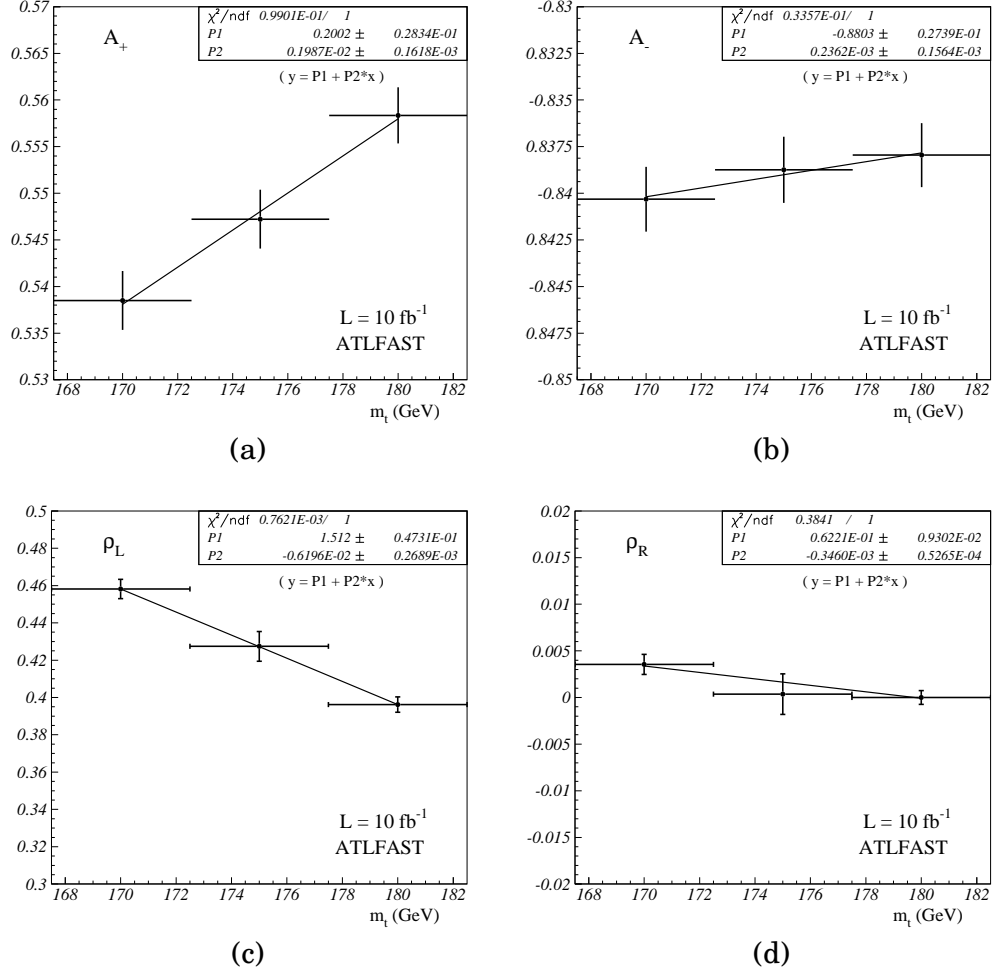 A+
χ²/ndf 0.9901E-01/ 1
P1 0.2002 ± 0.2834E-01
P2 0.1987E-02 ± 0.1618E-03
( y = P1 + P2*x )
0.57
0.565
0.56
0.555
0.55
0.545
0.54
0.535
0.53
L = 10 fb⁻¹
ATLFAST
168 170 172 174 176 178 180 182
m_t (GeV)
(a)
A-
χ²/ndf 0.3357E-01/ 1
P1 -0.8803 ± 0.2739E-01
P2 0.2362E-03 ± 0.1564E-03
( y = P1 + P2*x )
-0.83
-0.8325
-0.835
-0.8375
-0.84
-0.8425
-0.845
-0.8475
-0.85
L = 10 fb⁻¹
ATLFAST
168 170 172 174 176 178 180 182
m_t (GeV)
(b)
ρ_L
χ²/ndf 0.7621E-03/ 1
P1 1.512 ± 0.4731E-01
P2 -0.6196E-02 ± 0.2689E-03
( y = P1 + P2*x )
0.5
0.48
0.46
0.44
0.42
0.4
0.38
0.36
0.34
0.32
0.3
L = 10 fb⁻¹
ATLFAST
168 170 172 174 176 178 180 182
m_t (GeV)
(c)
ρ_R
χ²/ndf 0.3841 / 1
P1 0.6221E-01 ± 0.9302E-02
P2 -0.3460E-03 ± 0.5265E-04
( y = P1 + P2*x )
0.02
0.015
0.01
0.005
0
-0.005
-0.01
-0.015
-0.02
L = 10 fb⁻¹
ATLFAST
168 170 172 174 176 178 180 182
m_t (GeV)
(d)